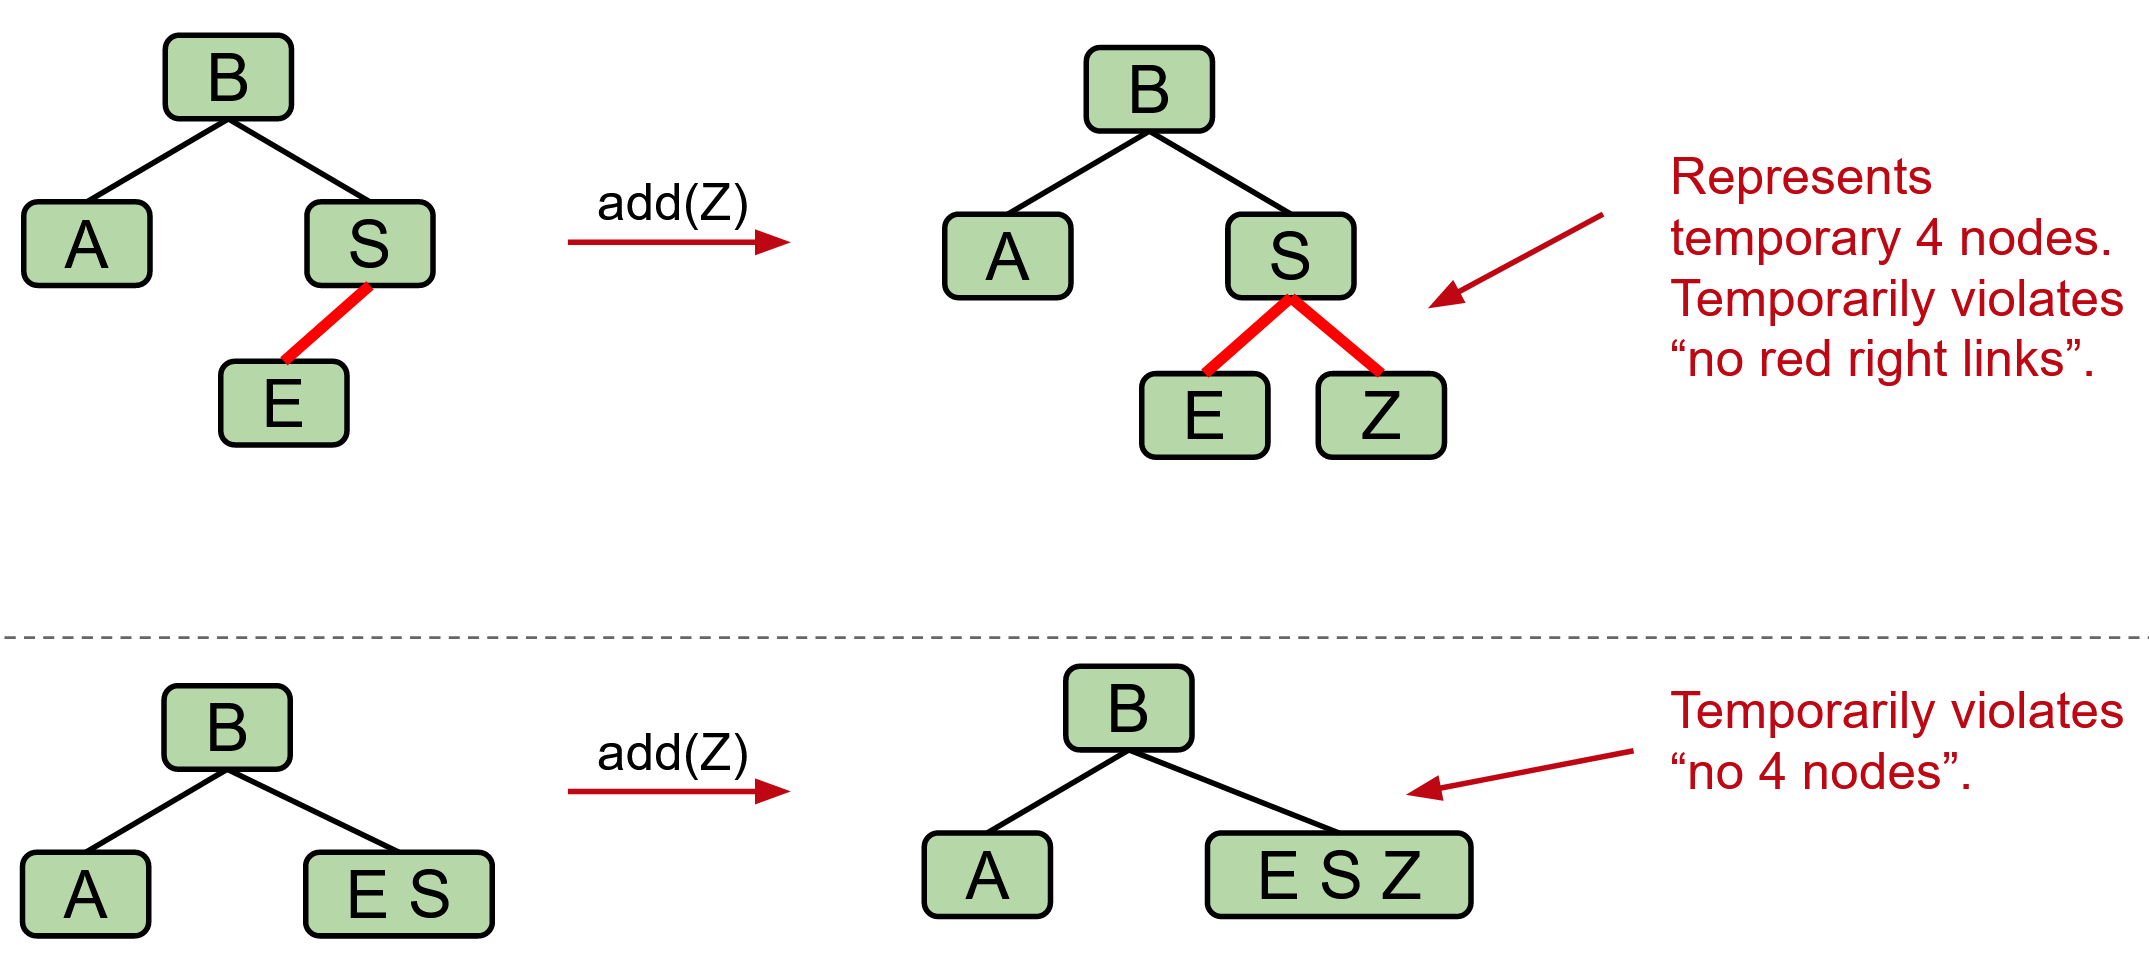 B
B
A
S
add(Z)
A
S
Represents
temporary 4 nodes.
Temporarily violates
“no red right links”.
E
E
Z
B
add(Z)
B
Temporarily violates
“no 4 nodes”.
A
E S
A
E S Z